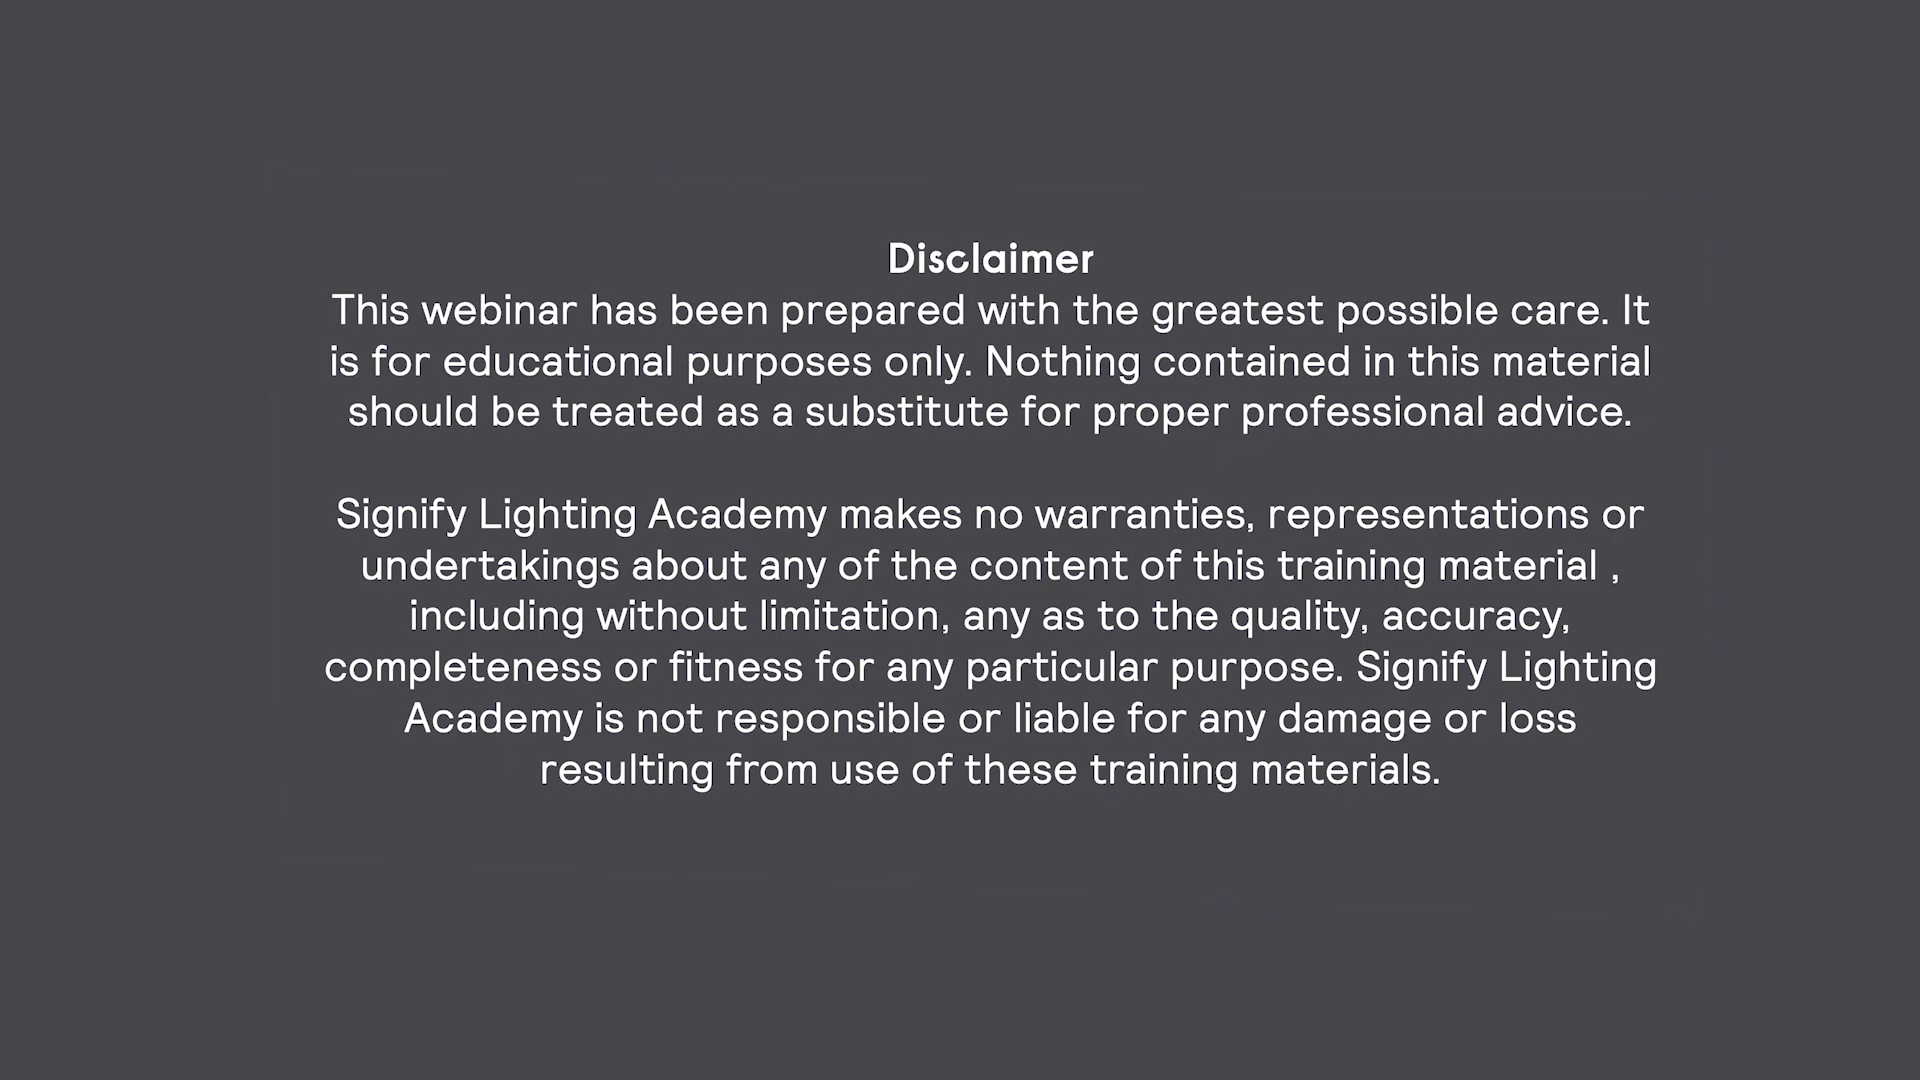 Disclaimer
This webinar has been prepared with the greatest possible care. It
is for educational purposes only. Nothing contained in this material
should be treated as a substitute for proper professional advice.
Signify Lighting Academy makes no warranties, representations or
undertakings about any of the content of this training material ,
including without limitation, any as to the quality, accuracy,
completeness or fitness for any particular purpose. Signify Lighting
Academy is not responsible or liable for any damage or loss
resulting from use of these training materials.